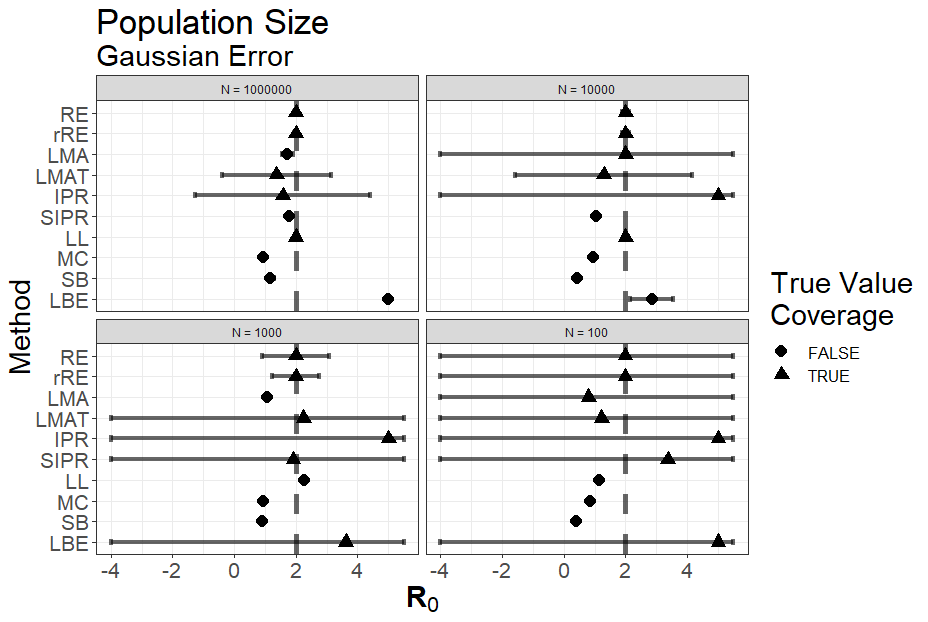 Population Size
Gaussian Error
N = 1000000
N = 10000
RE
rRE
LMA
LMAT
IPR
SIPR
LL
MC
SB
LBE
N = 1000
N = 100
RE
rRE
LMA
LMAT
IPR
SIPR
LL
MC
SB
LBE
-4 -2 0 2 4
-4 -2 0 2 4
R0
Method
True Value
Coverage
FALSE
TRUE